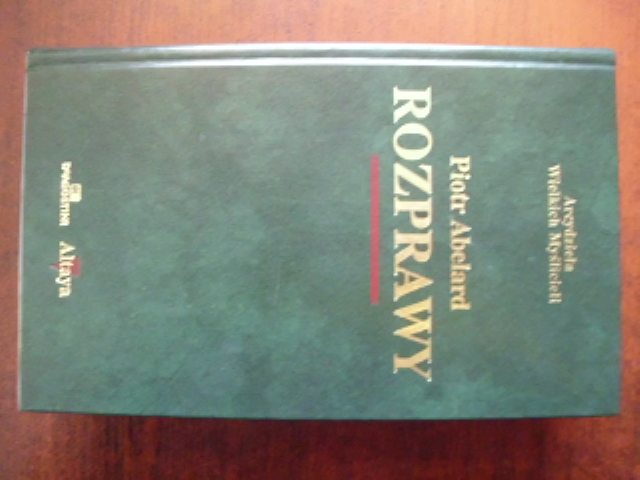 Arcydzieła
Wielkich Myślicieli
Piotr Abelard
ROZPRAWY
Altaya